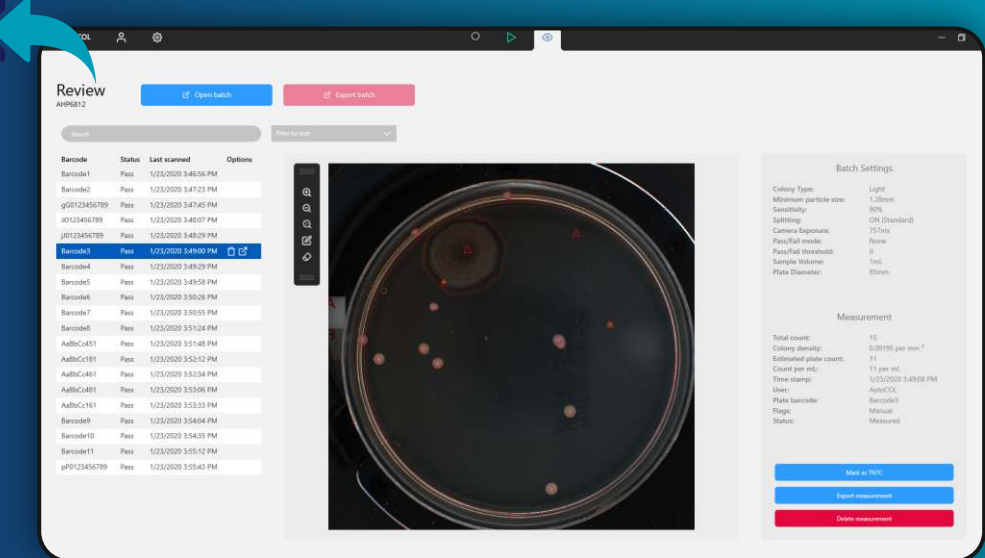 COL
Review
AHP6812
Open batch
Export batch
Search
Filter by user
Barcode Status Last scanned Options
Barcode1 Pass 1/23/2020 3:46:56 PM
Barcode2 Pass 1/23/2020 3:47:23 PM
gG0123456789 Pass 1/23/2020 3:47:45 PM
iI0123456789 Pass 1/23/2020 3:48:07 PM
jJ0123456789 Pass 1/23/2020 3:48:29 PM
Barcode3 Pass 1/23/2020 3:49:00 PM
Barcode4 Pass 1/23/2020 3:49:29 PM
Barcode5 Pass 1/23/2020 3:49:58 PM
Barcode6 Pass 1/23/2020 3:50:26 PM
Barcode7 Pass 1/23/2020 3:50:55 PM
Barcode8 Pass 1/23/2020 3:51:24 PM
AaBbCc451 Pass 1/23/2020 3:51:48 PM
AaBbCc181 Pass 1/23/2020 3:52:12 PM
AaBbCc461 Pass 1/23/2020 3:52:34 PM
AaBbCc481 Pass 1/23/2020 3:53:06 PM
AaBbCc161 Pass 1/23/2020 3:53:33 PM
Barcode9 Pass 1/23/2020 3:54:04 PM
Barcode10 Pass 1/23/2020 3:54:35 PM
Barcode11 Pass 1/23/2020 3:55:12 PM
pP0123456789 Pass 1/23/2020 3:55:43 PM
Batch Settings
Colony Type: Light
Minimum particle size: 1.28mm
Sensitivity: 90%
Splitting: ON (Standard)
Camera Exposure: 757ms
Pass/Fail mode: None
Pass/Fail threshold: 0
Sample Volume: 1mL
Plate Diameter: 85mm
Measurement
Total count: 15
Colony density: 0.00195 per mm ²
Estimated plate count: 11
Count per mL: 11 per mL
Time stamp: 1/23/2020 3:49:08 PM
User: AutoCOL
Plate barcode: Barcode3
Flags: Manual
Status: Measured
Mark as TNTC
Export measurement
Delete measurement